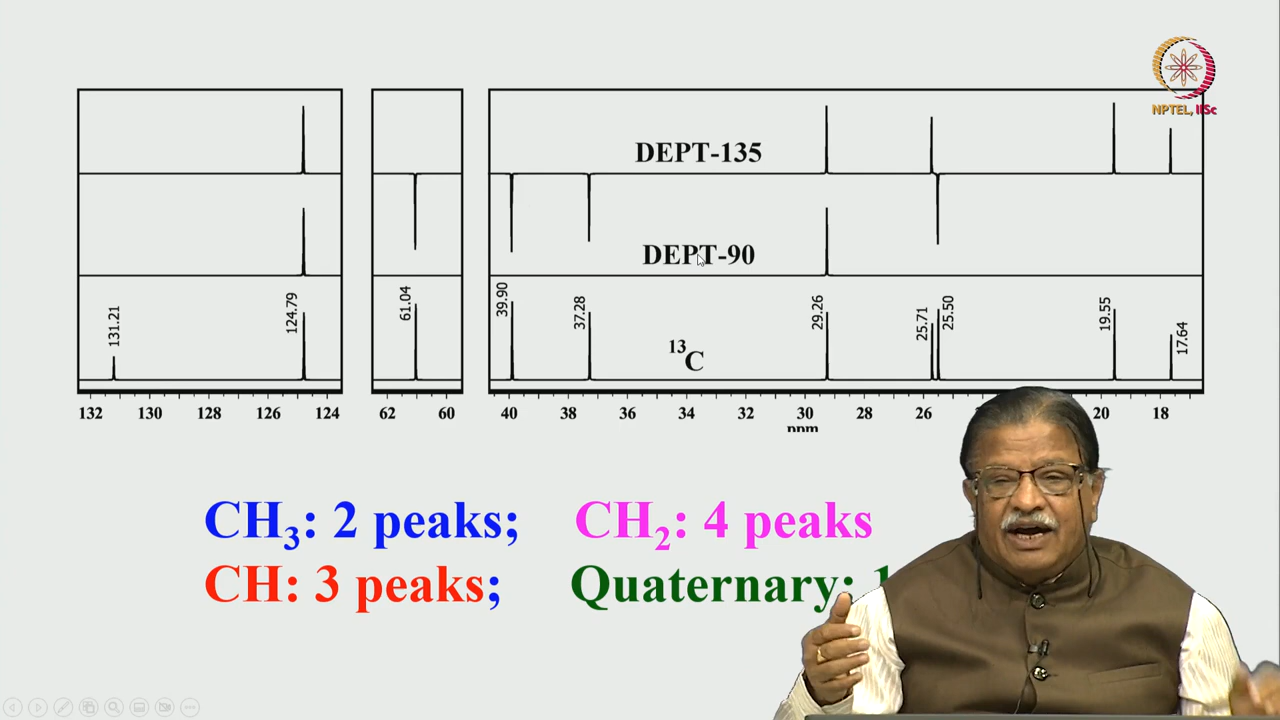 NPTEL, IISc
DEPT-135
DEPT-90
131.21
124.79
61.04
39.90
37.28
29.26
25.71
25.50
19.55
17.64
13C
132 130 128 126 124 62 60 40 38 36 34 32 30 28 26 20 18
ppm
CH3: 2 peaks; CH2: 4 peaks
CH: 3 peaks; Quaternary: 1